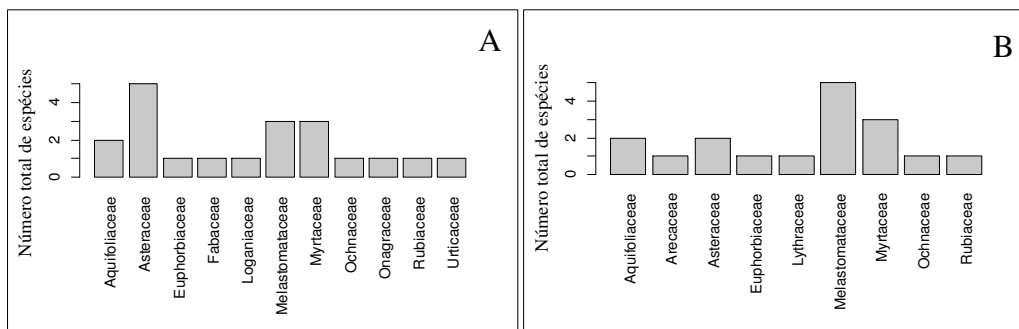 A
Número total de espécies
0 2 4
Aquifoliaceae
Asteraceae
Euphorbiaceae
Fabaceae
Loganiaceae
Melastomataceae
Myrtaceae
Ochnaceae
Onagraceae
Rubiaceae
Urticaceae
B
Número total de espécies
0 2 4
Aquifoliaceae
Arecaceae
Asteraceae
Euphorbiaceae
Lythraceae
Melastomataceae
Myrtaceae
Ochnaceae
Rubiaceae